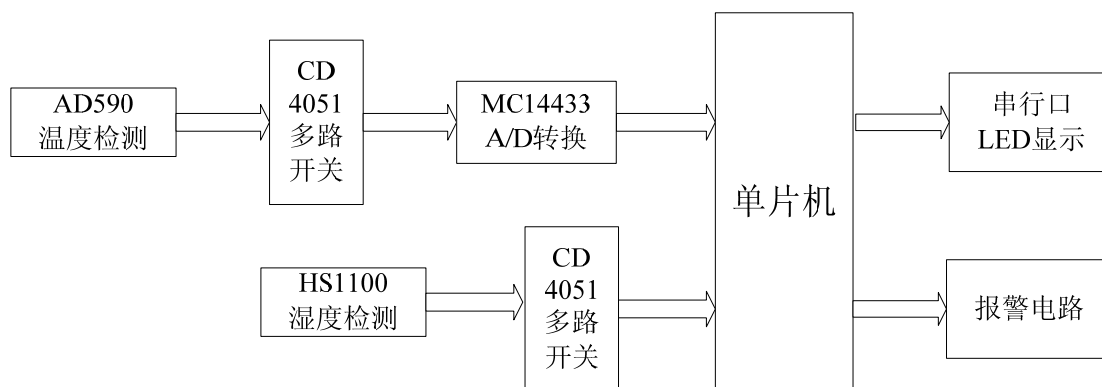 AD590
温度检测
CD
4051
多路
开关
MC14433
A/D转换
HS1100
湿度检测
CD
4051
多路
开关
单片机
串行口
LED显示
报警电路